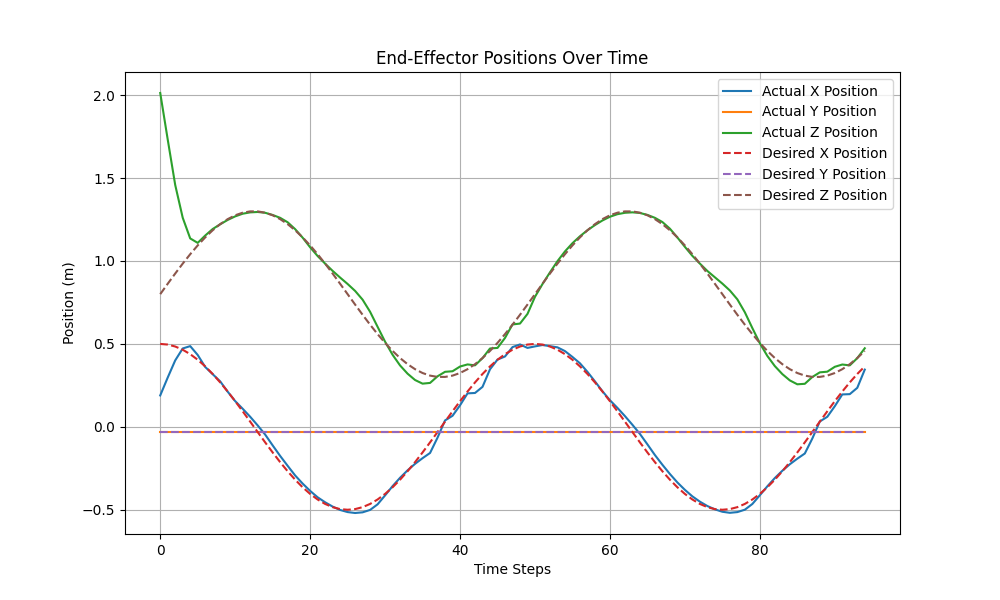 End-Effector Positions Over Time
Actual X Position
Actual Y Position
Actual Z Position
Desired X Position
Desired Y Position
Desired Z Position
Position (m)
2.0
1.5
1.0
0.5
0.0
−0.5
0 20 40 60 80
Time Steps